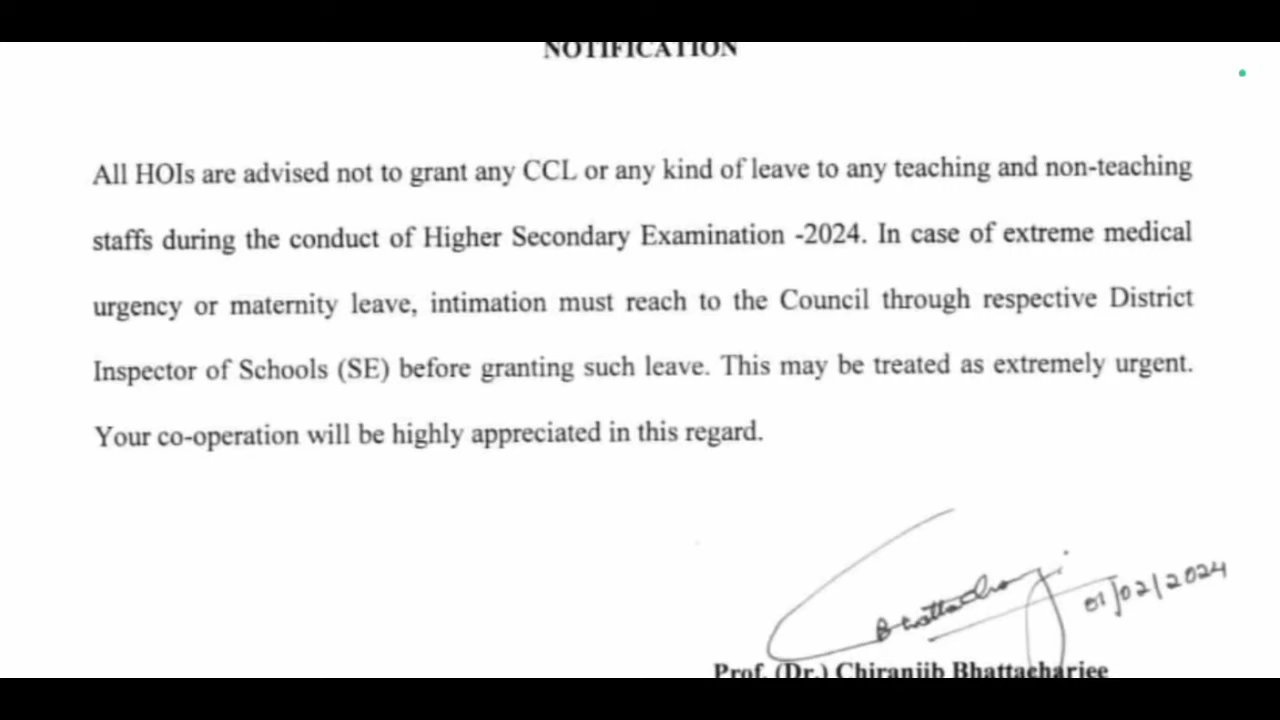 NOTIFICATION
All HOIs are advised not to grant any CCL or any kind of leave to any teaching and non-teaching
staffs during the conduct of Higher Secondary Examination -2024. In case of extreme medical
urgency or maternity leave, intimation must reach to the Council through respective District
Inspector of Schools (SE) before granting such leave. This may be treated as extremely urgent.
Your co-operation will be highly appreciated in this regard.
Bhattacharji
01/02/2024
Prof. (Dr.) Chiranjib Bhattacharjee